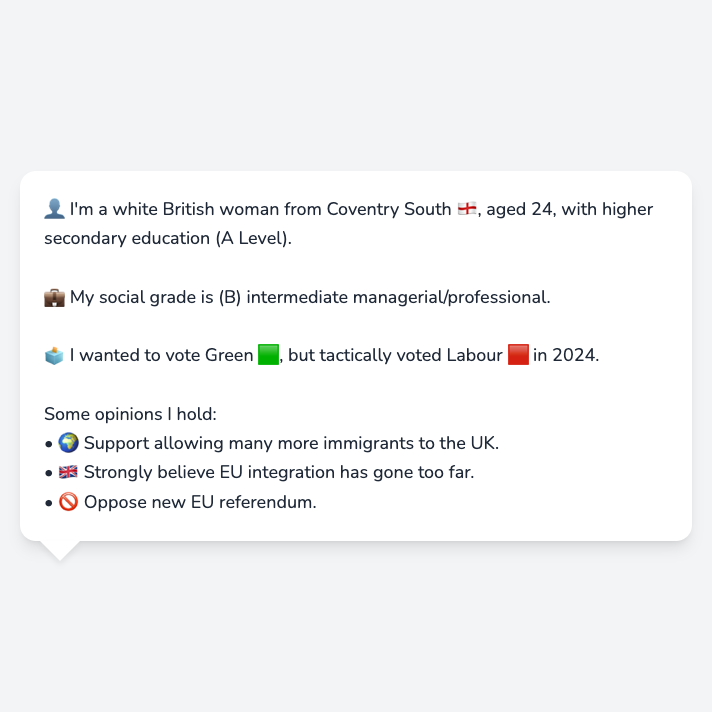 👤 I'm a white British woman from Coventry South 🏴󠁧󠁢󠁥󠁮󠁧󠁿, aged 24, with higher
secondary education (A Level).
💼 My social grade is (B) intermediate managerial/professional.
🗳️ I wanted to vote Green 🟩, but tactically voted Labour 🟥 in 2024.
Some opinions I hold:
• 🌍 Support allowing many more immigrants to the UK.
• 🇬🇧 Strongly believe EU integration has gone too far.
• 🚫 Oppose new EU referendum.